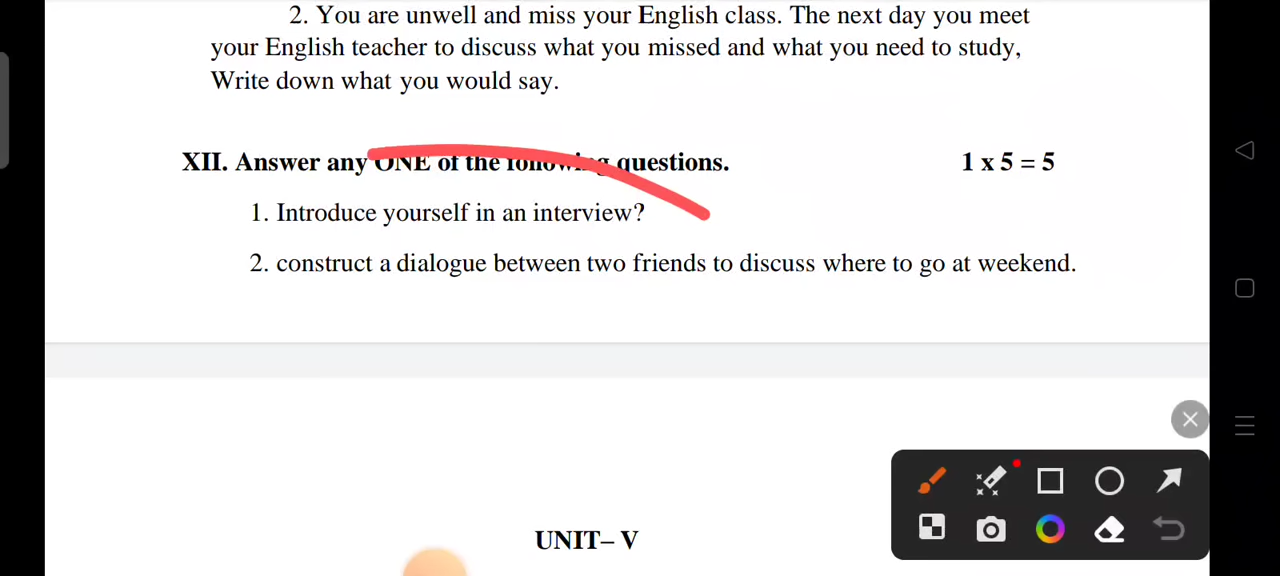 2. You are unwell and miss your English class. The next day you meet
your English teacher to discuss what you missed and what you need to study,
Write down what you would say.
XII. Answer any ONE of the following questions. 1 x 5 = 5
1. Introduce yourself in an interview?
2. construct a dialogue between two friends to discuss where to go at weekend.
UNIT– V